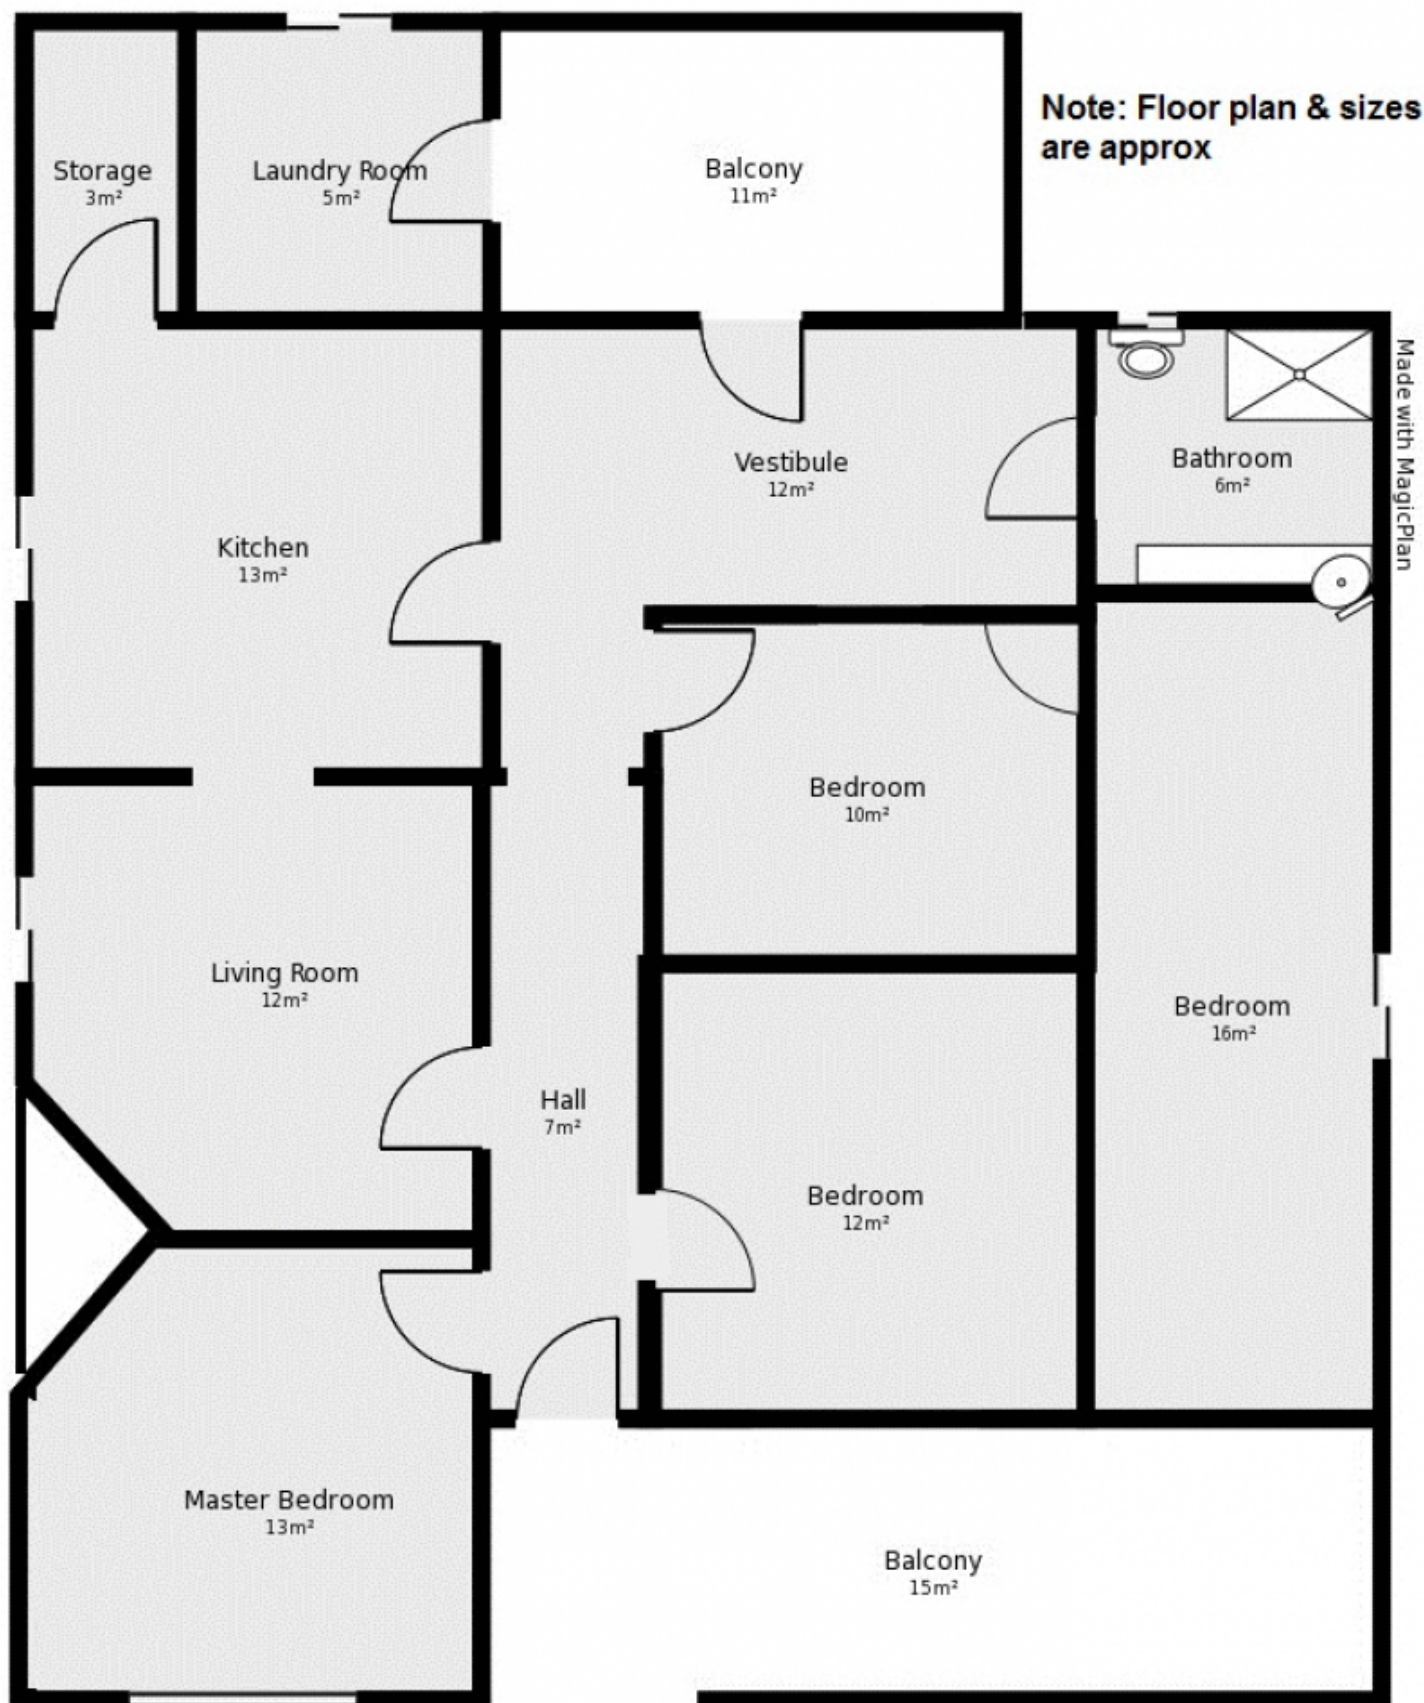 Note: Floor plan & sizes
are approx
Storage
3m²
Laundry Room
5m²
Balcony
11m²
Made with MagicPlan
Vestibule
12m²
Bathroom
6m²
Kitchen
13m²
Bedroom
10m²
Living Room
12m²
Bedroom
16m²
Hall
7m²
Bedroom
12m²
Master Bedroom
13m²
Balcony
15m²